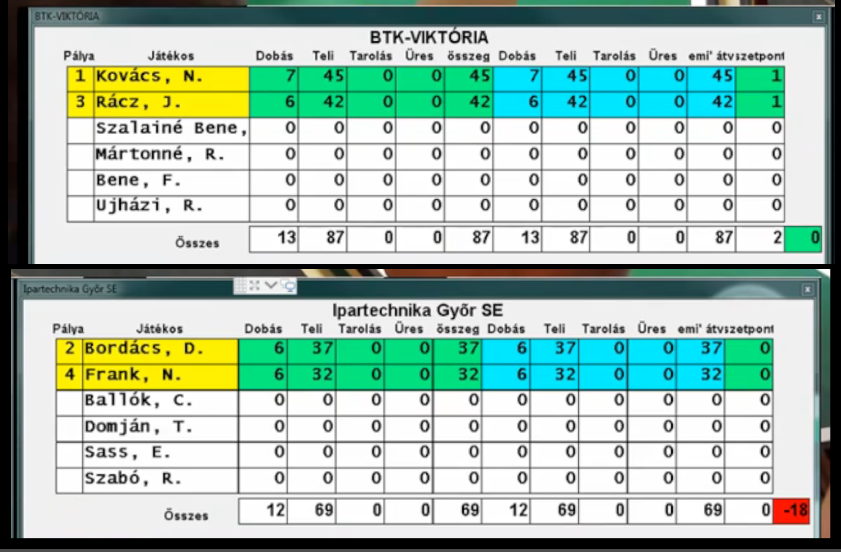 BTK-VIKTÓRIA
BTK-VIKTÓRIA
Pálya Játékos Dobás Teli Tarolás Üres összeg Dobás Teli Tarolás Üres emi' átv szetpont
1 Kovács, N. 7 45 0 0 45 7 45 0 0 45 1
3 Rácz, J. 6 42 0 0 42 6 42 0 0 42 1
Szalainé Bene, 0 0 0 0 0 0 0 0 0 0 0
Mártonné, R. 0 0 0 0 0 0 0 0 0 0 0
Bene, F. 0 0 0 0 0 0 0 0 0 0 0
Ujházi, R. 0 0 0 0 0 0 0 0 0 0 0
Összes 13 87 0 0 87 13 87 0 0 87 2 0
Ipartechnika Győr SE
Ipartechnika Győr SE
Pálya Játékos Dobás Teli Tarolás Üres összeg Dobás Teli Tarolás Üres emi' átv szetpont
2 Bordács, D. 6 37 0 0 37 6 37 0 0 37 0
4 Frank, N. 6 32 0 0 32 6 32 0 0 32 0
Ballók, C. 0 0 0 0 0 0 0 0 0 0 0
Domján, T. 0 0 0 0 0 0 0 0 0 0 0
Sass, E. 0 0 0 0 0 0 0 0 0 0 0
Szabó, R. 0 0 0 0 0 0 0 0 0 0 0
Összes 12 69 0 0 69 12 69 0 0 69 0 -18